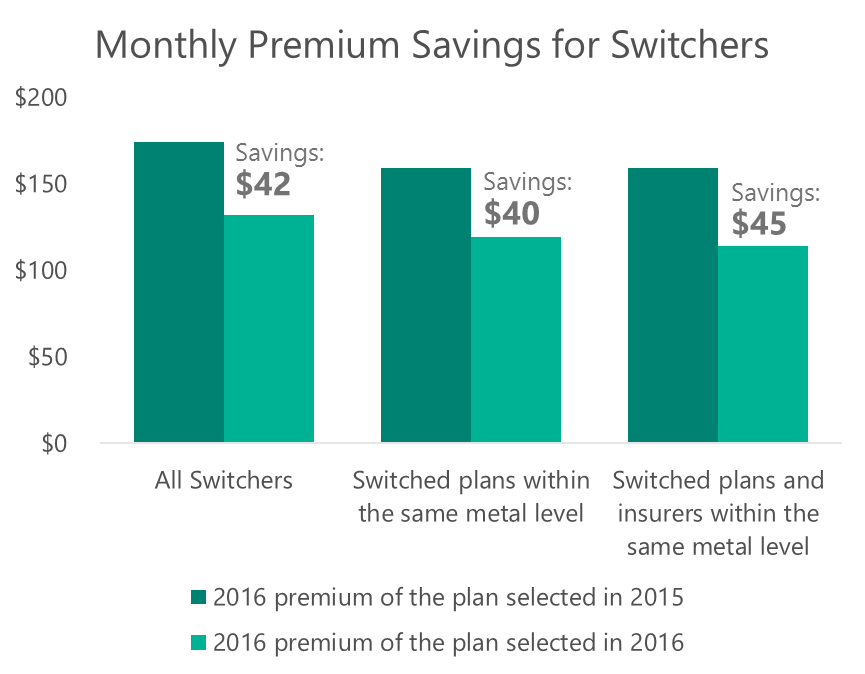 Monthly Premium Savings for Switchers
$200
$150
$100
$50
$0
Savings:
$42
Savings:
$40
Savings:
$45
All Switchers
Switched plans within
the same metal level
Switched plans and
insurers within the
same metal level
2016 premium of the plan selected in 2015
2016 premium of the plan selected in 2016